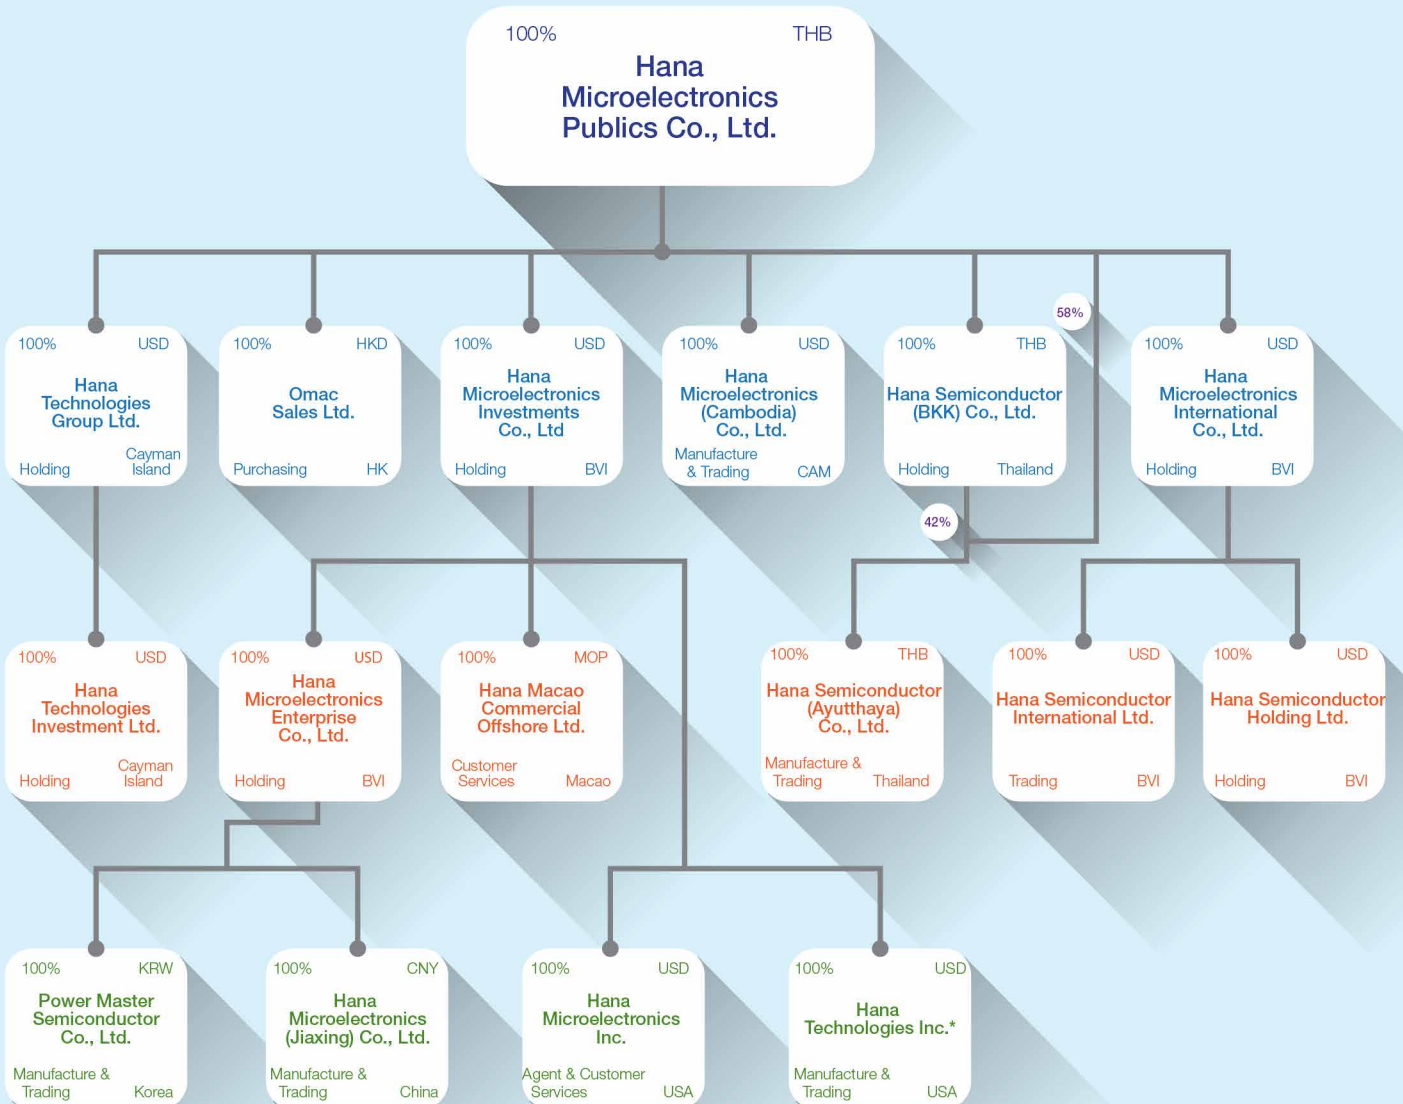 100% THB
Hana
Microelectronics
Publics Co., Ltd.
58%
100% USD
Hana
Technologies
Group Ltd.
Cayman
Holding Island
100% HKD
Omac
Sales Ltd.
Purchasing HK
100% USD
Hana
Microelectronics
Investments
Co., Ltd
Holding BVI
100% USD
Hana
Microelectronics
(Cambodia)
Co., Ltd.
Manufacture
& Trading CAM
100% THB
Hana Semiconductor
(BKK) Co., Ltd.
Holding Thailand
100% USD
Hana
Microelectronics
International
Co., Ltd.
Holding BVI
42%
100% USD
Hana
Technologies
Investment Ltd.
Cayman
Holding Island
100% USD
Hana
Microelectronics
Enterprise
Co., Ltd.
Holding BVI
100% MOP
Hana Macao
Commercial
Offshore Ltd.
Customer
Services Macao
100% THB
Hana Semiconductor
(Ayutthaya)
Co., Ltd.
Manufacture &
Trading Thailand
100% USD
Hana Semiconductor
International Ltd.
Trading BVI
100% USD
Hana Semiconductor
Holding Ltd.
Holding BVI
100% KRW
Power Master
Semiconductor
Co., Ltd.
Manufacture &
Trading Korea
100% CNY
Hana
Microelectronics
(Jiaxing) Co., Ltd.
Manufacture &
Trading China
100% USD
Hana
Microelectronics
Inc.
Agent & Customer
Services USA
100% USD
Hana
Technologies Inc.*
Manufacture &
Trading USA